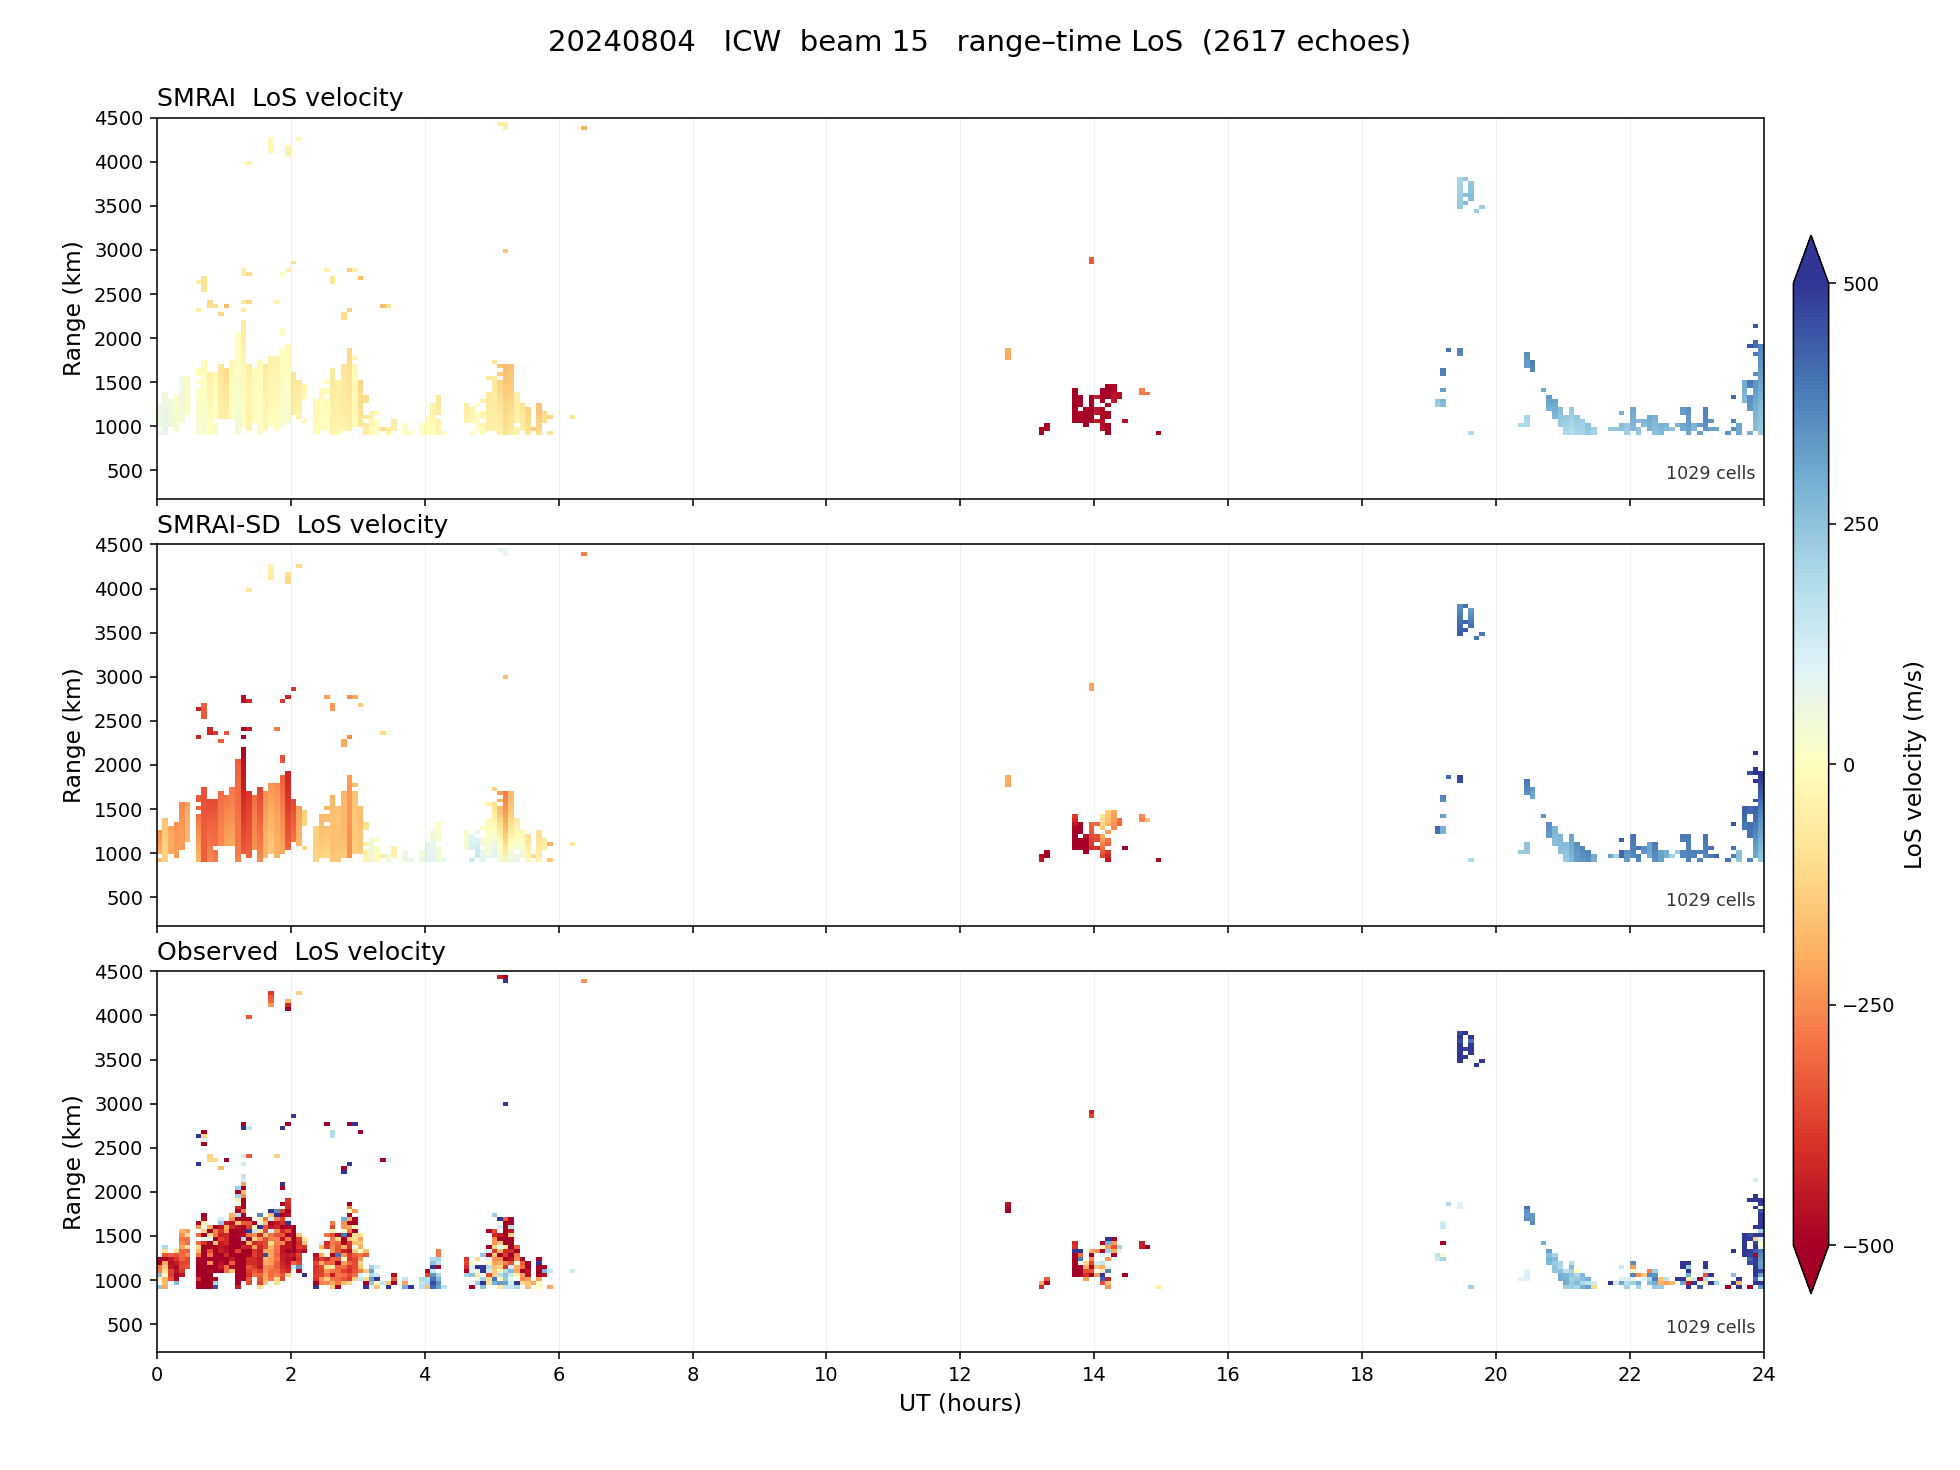 20240804   ICW  beam 15   range–time LoS  (2617 echoes)
SMRAI  LoS velocity
4500
4000
3500
3000
2500
2000
1500
1000
500
Range (km)
1029 cells
SMRAI-SD  LoS velocity
4500
4000
3500
3000
2500
2000
1500
1000
500
Range (km)
1029 cells
Observed  LoS velocity
4500
4000
3500
3000
2500
2000
1500
1000
500
Range (km)
1029 cells
0 2 4 6 8 10 12 14 16 18 20 22 24
UT (hours)
500
250
0
−250
−500
LoS velocity (m/s)